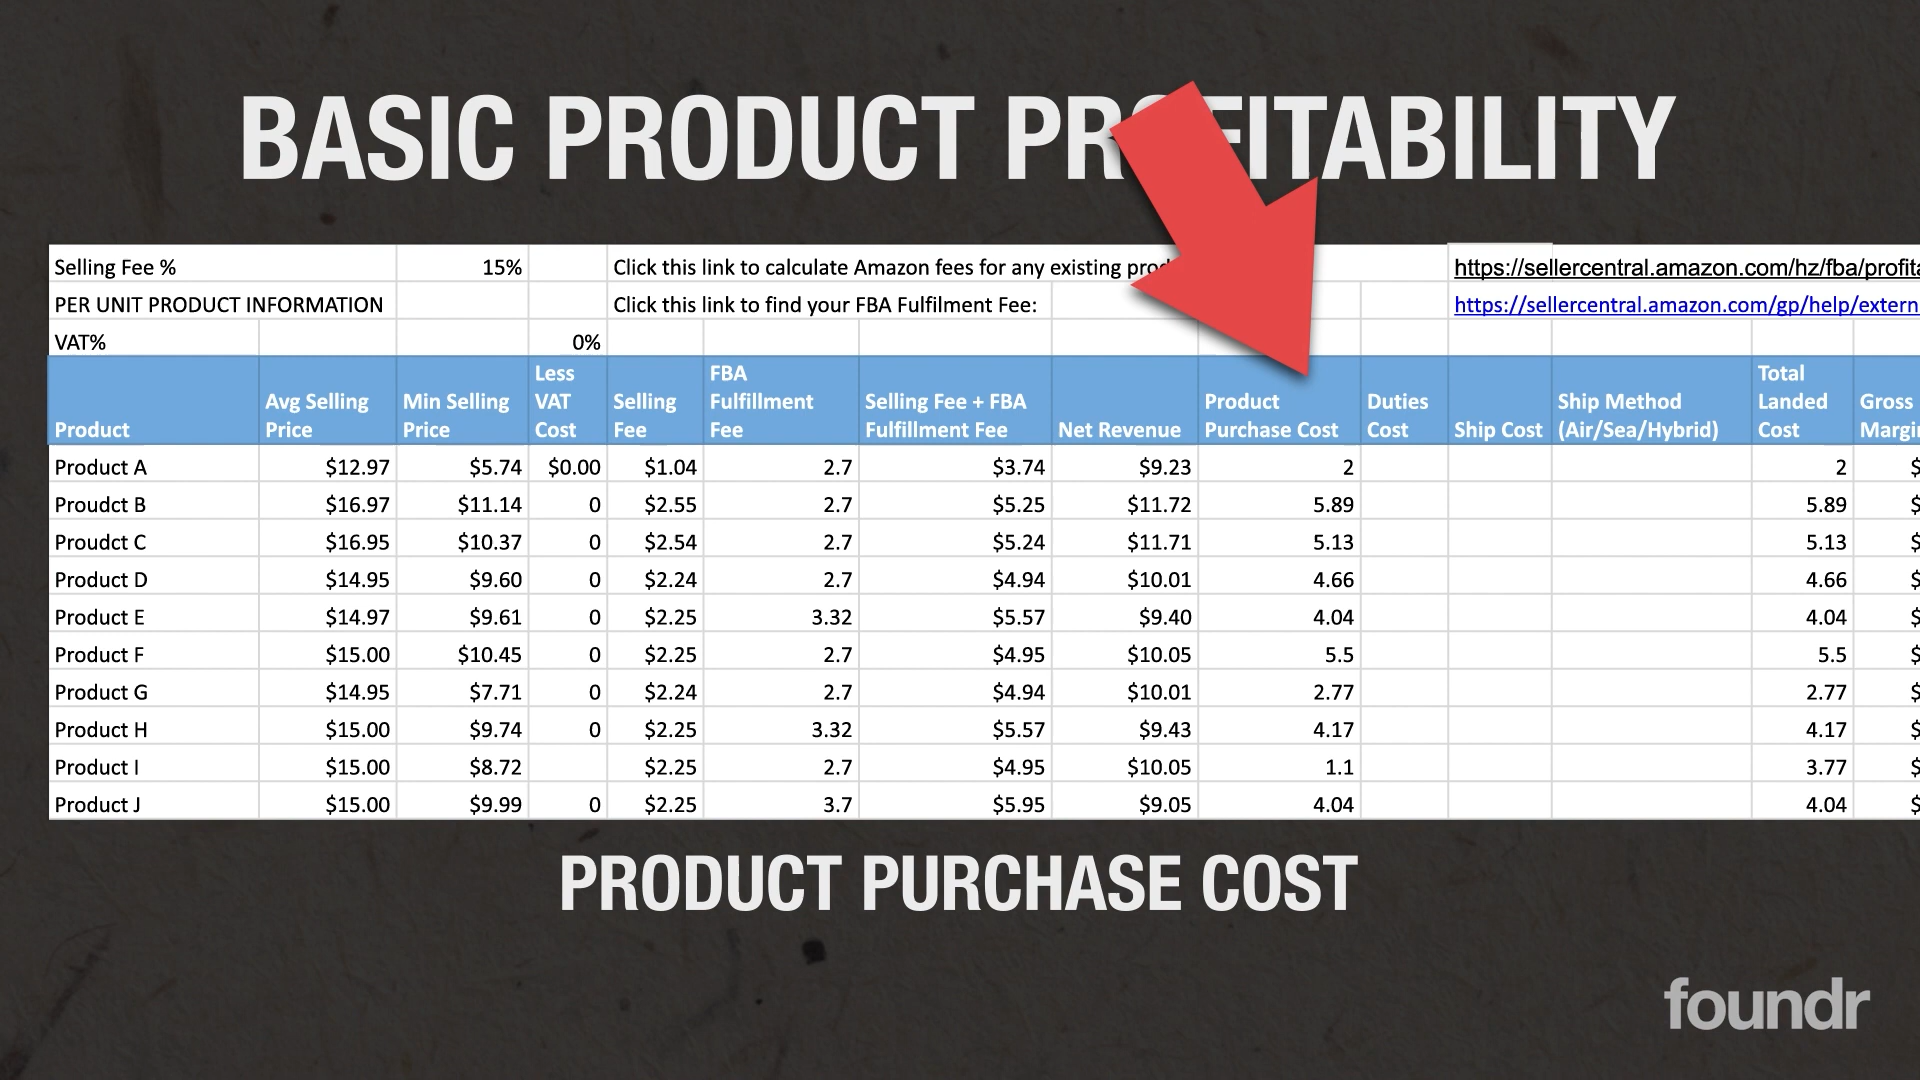 BASIC PRODUCT PROFITABILITY
Selling Fee % 15% Click this link to calculate Amazon fees for any existing https://sellercentral.amazon.com/hz/fba/profita
PER UNIT PRODUCT INFORMATION Click this link to find your FBA Fulfilment Fee: https://sellercentral.amazon.com/gp/help/extern
VAT% 0%
Product Avg Selling Price Min Selling Price Less VAT Cost Selling Fee FBA Fulfillment Fee Selling Fee + FBA Fulfillment Fee Net Revenue Product Purchase Cost Duties Cost Ship Cost Ship Method (Air/Sea/Hybrid) Total Landed Cost Gross Margin
Product A $12.97 $5.74 $0.00 $1.04 2.7 $3.74 $9.23 2 2 $
Proudct B $16.97 $11.14 0 $2.55 2.7 $5.25 $11.72 5.89 5.89 $
Proudct C $16.95 $10.37 0 $2.54 2.7 $5.24 $11.71 5.13 5.13 $
Product D $14.95 $9.60 0 $2.24 2.7 $4.94 $10.01 4.66 4.66 $
Product E $14.97 $9.61 0 $2.25 3.32 $5.57 $9.40 4.04 4.04 $
Product F $15.00 $10.45 0 $2.25 2.7 $4.95 $10.05 5.5 5.5 $
Product G $14.95 $7.71 0 $2.24 2.7 $4.94 $10.01 2.77 2.77 $
Product H $15.00 $9.74 0 $2.25 3.32 $5.57 $9.43 4.17 4.17 $
Product I $15.00 $8.72 $2.25 2.7 $4.95 $10.05 1.1 3.77 $
Product J $15.00 $9.99 0 $2.25 3.7 $5.95 $9.05 4.04 4.04 $
PRODUCT PURCHASE COST
foundr